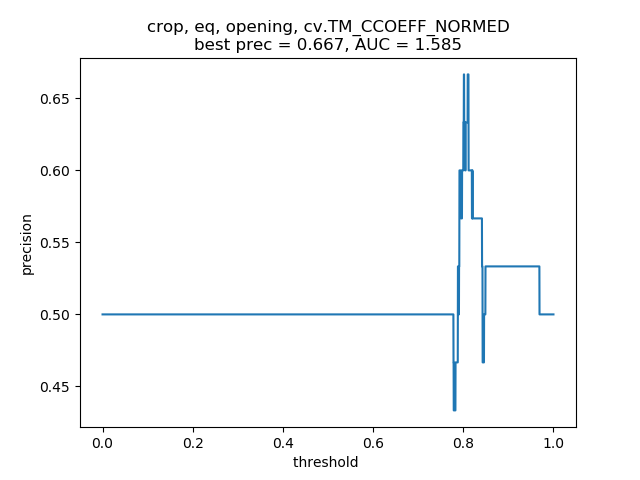 crop, eq, opening, cv.TM_CCOEFF_NORMED
best prec = 0.667, AUC = 1.585
0.65
0.60
0.55
0.50
0.45
precision
0.0 0.2 0.4 0.6 0.8 1.0
threshold